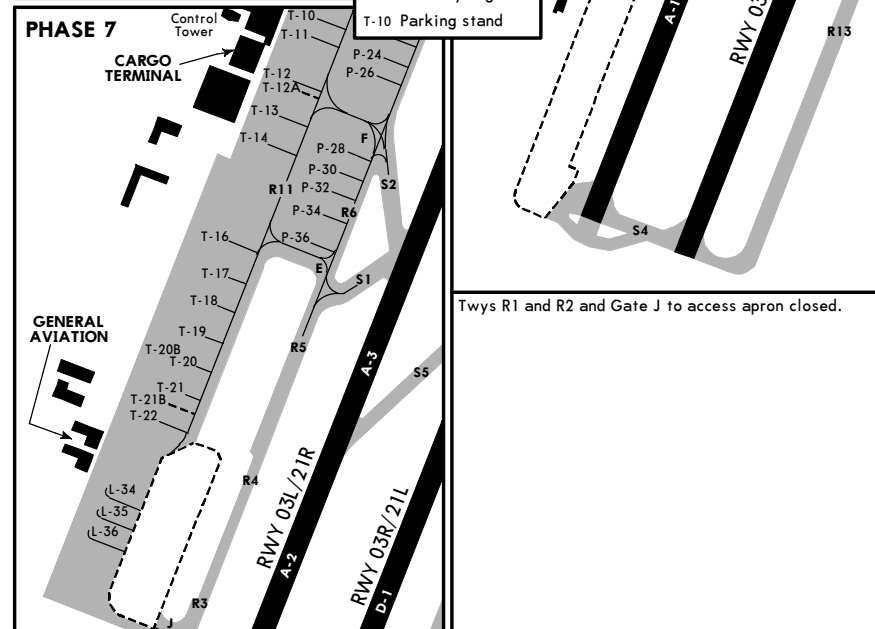 PHASE 7
Control
Tower
CARGO
TERMINAL
T-10
T-11
T-10 Parking stand
P-24
P-26
T-12
T-12A
T-13
T-14
F
P-28
P-30
P-32
P-34
P-36
S2
R11
R6
T-16
E
S1
T-17
T-18
T-19
T-20B
T-20
T-21
T-21B
T-22
GENERAL
AVIATION
R5
A-3
S5
R4
RWY 03L/21R
L-34
L-35
L-36
A-2
RWY 03R/21L
D-1
R3
J
A-1
RWY 03
R13
S4
Twys R1 and R2 and Gate J to access apron closed.